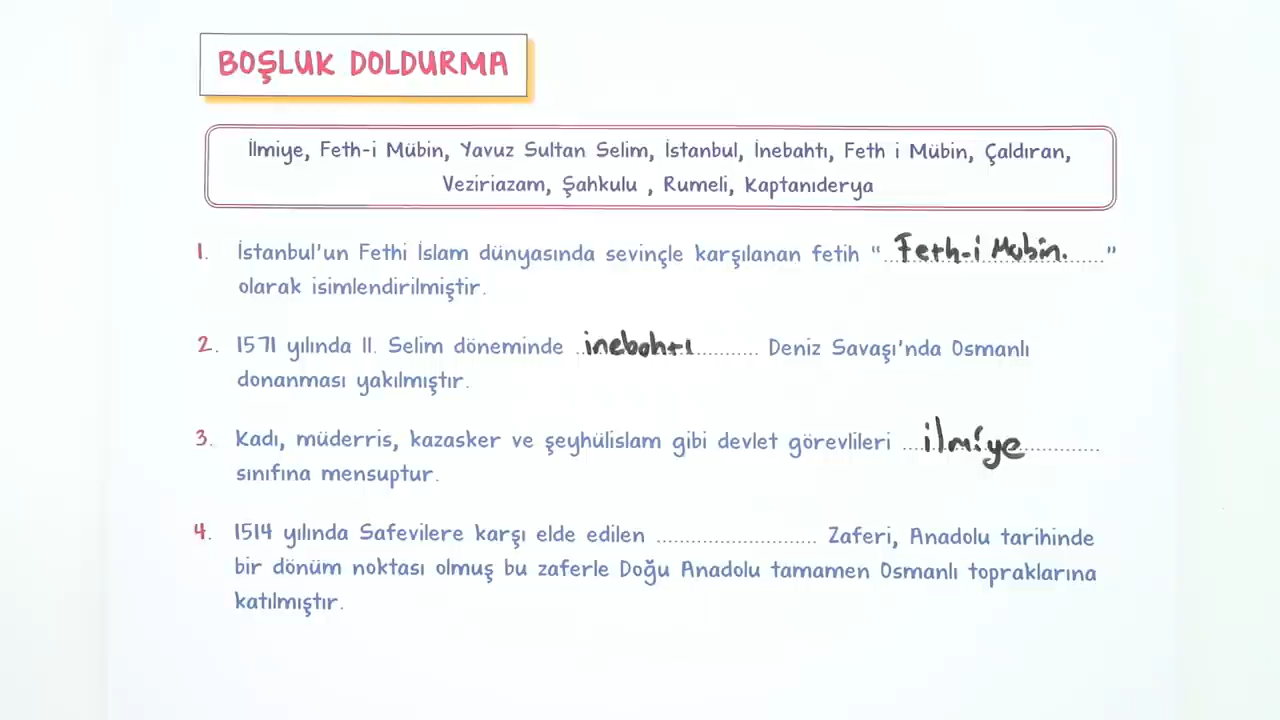 BOŞLUK DOLDURMA
İlmiye, Feth-i Mübin, Yavuz Sultan Selim, İstanbul, İnebahtı, Feth i Mübin, Çaldıran,
Veziriazam, Şahkulu , Rumeli, Kaptanıderya
1. İstanbul'un Fethi İslam dünyasında sevinçle karşılanan fetih "..Feth-i Mübin......"
olarak isimlendirilmiştir.
2. 1571 yılında II. Selim döneminde ..inebahtı............ Deniz Savaşı'nda Osmanlı
donanması yakılmıştır.
3. Kadı, müderris, kazasker ve şeyhülislam gibi devlet görevlileri ....ilmiye..............
sınıfına mensuptur.
4. 1514 yılında Safevilere karşı elde edilen ............................ Zaferi, Anadolu tarihinde
bir dönüm noktası olmuş bu zaferle Doğu Anadolu tamamen Osmanlı topraklarına
katılmıştır.